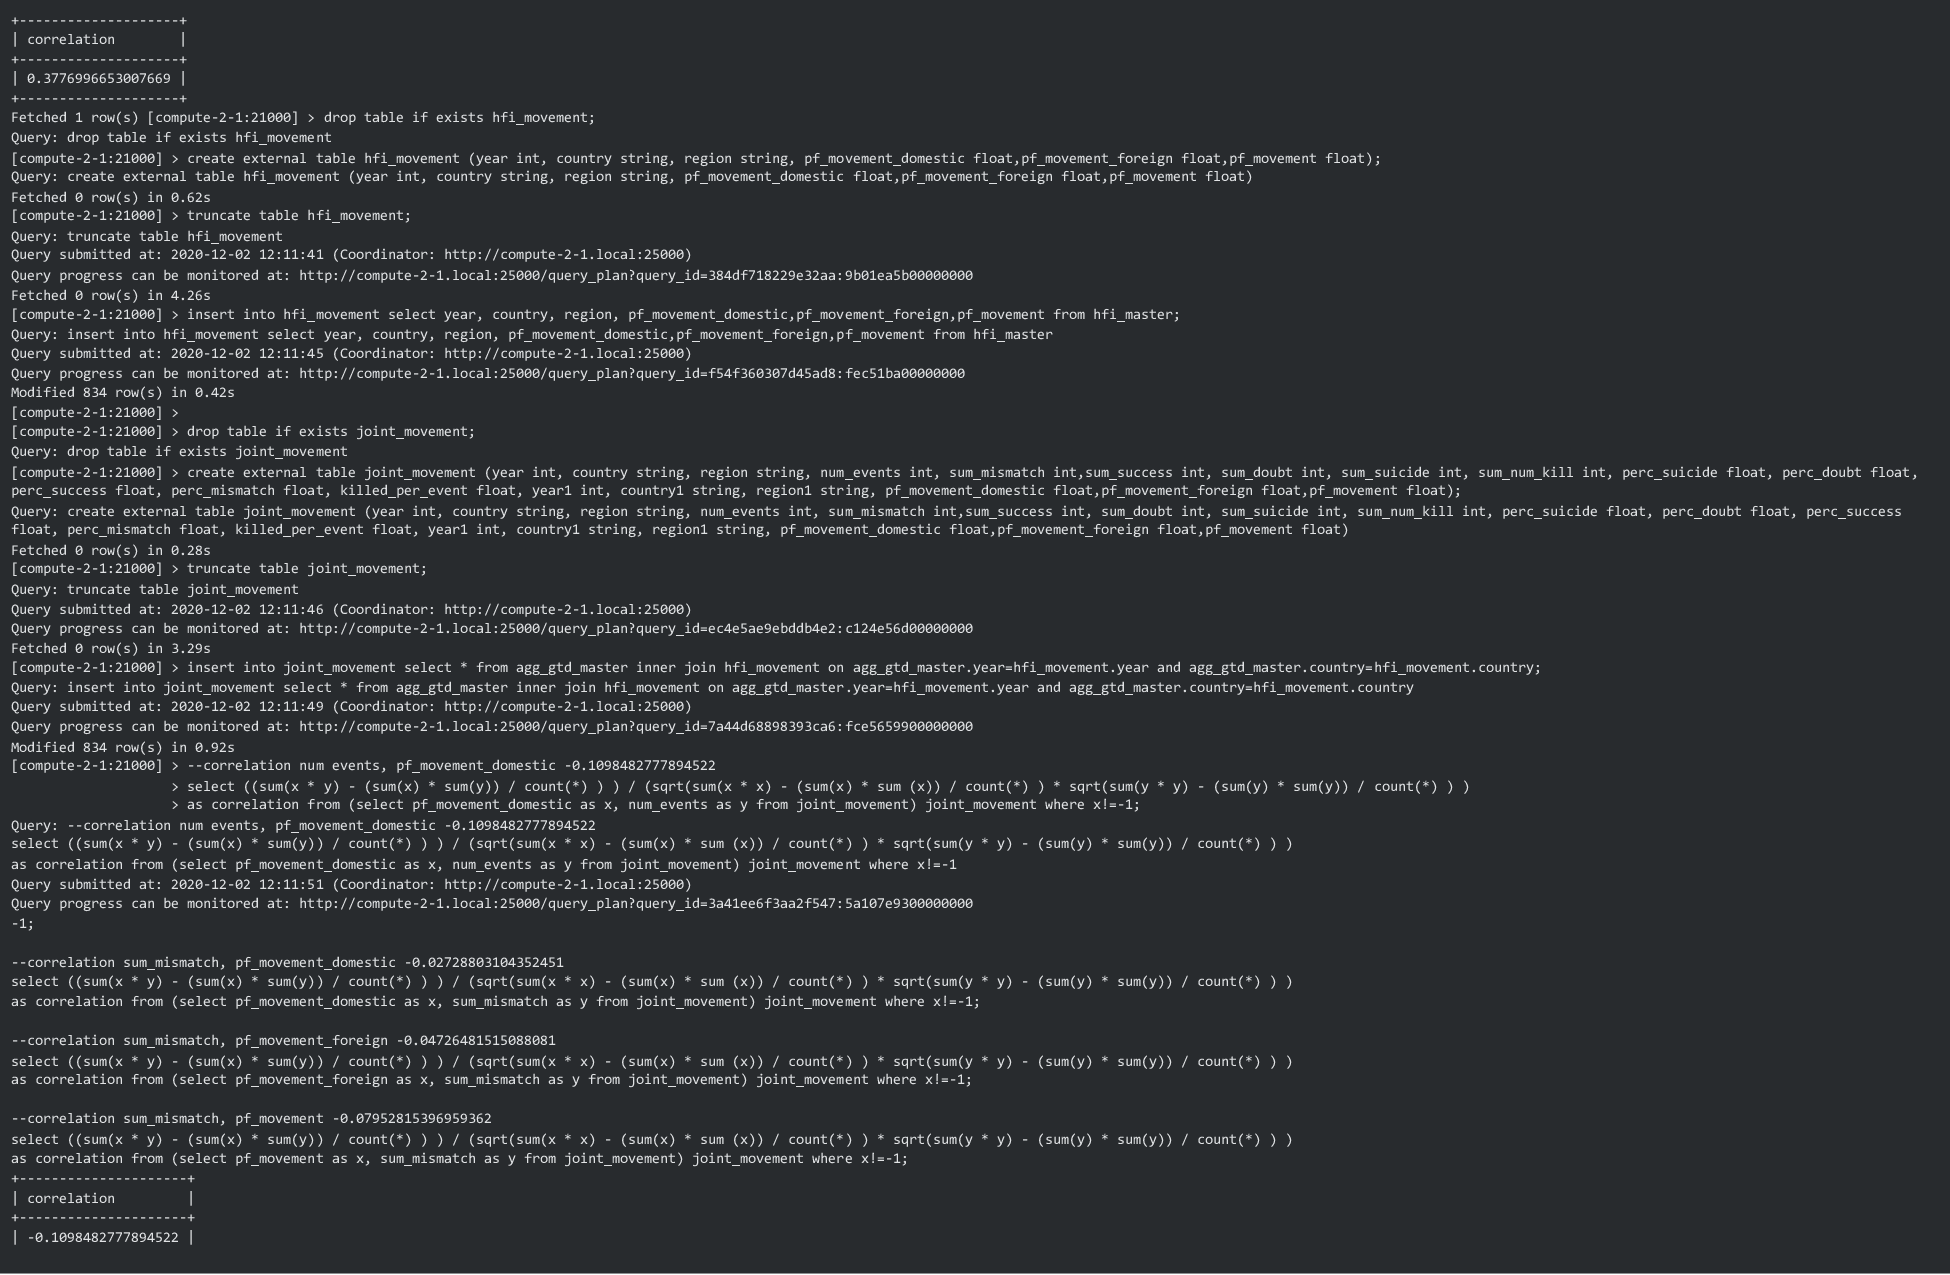 +--------------------+
| correlation        |
+--------------------+
| 0.3776996653007669 |
+--------------------+
Fetched 1 row(s) [compute-2-1:21000] > drop table if exists hfi_movement;
Query: drop table if exists hfi_movement
[compute-2-1:21000] > create external table hfi_movement (year int, country string, region string, pf_movement_domestic float,pf_movement_foreign float,pf_movement float);
Query: create external table hfi_movement (year int, country string, region string, pf_movement_domestic float,pf_movement_foreign float,pf_movement float)
Fetched 0 row(s) in 0.62s
[compute-2-1:21000] > truncate table hfi_movement;
Query: truncate table hfi_movement
Query submitted at: 2020-12-02 12:11:41 (Coordinator: http://compute-2-1.local:25000)
Query progress can be monitored at: http://compute-2-1.local:25000/query_plan?query_id=384df718229e32aa:9b01ea5b00000000
Fetched 0 row(s) in 4.26s
[compute-2-1:21000] > insert into hfi_movement select year, country, region, pf_movement_domestic,pf_movement_foreign,pf_movement from hfi_master;
Query: insert into hfi_movement select year, country, region, pf_movement_domestic,pf_movement_foreign,pf_movement from hfi_master
Query submitted at: 2020-12-02 12:11:45 (Coordinator: http://compute-2-1.local:25000)
Query progress can be monitored at: http://compute-2-1.local:25000/query_plan?query_id=f54f360307d45ad8:fec51ba00000000
Modified 834 row(s) in 0.42s
[compute-2-1:21000] >
[compute-2-1:21000] > drop table if exists joint_movement;
Query: drop table if exists joint_movement
[compute-2-1:21000] > create external table joint_movement (year int, country string, region string, num_events int, sum_mismatch int,sum_success int, sum_doubt int, sum_suicide int, sum_num_kill int, perc_suicide float, perc_doubt float,
perc_success float, perc_mismatch float, killed_per_event float, year1 int, country1 string, region1 string, pf_movement_domestic float,pf_movement_foreign float,pf_movement float);
Query: create external table joint_movement (year int, country string, region string, num_events int, sum_mismatch int,sum_success int, sum_doubt int, sum_suicide int, sum_num_kill int, perc_suicide float, perc_doubt float, perc_success
float, perc_mismatch float, killed_per_event float, year1 int, country1 string, region1 string, pf_movement_domestic float,pf_movement_foreign float,pf_movement float)
Fetched 0 row(s) in 0.28s
[compute-2-1:21000] > truncate table joint_movement;
Query: truncate table joint_movement
Query submitted at: 2020-12-02 12:11:46 (Coordinator: http://compute-2-1.local:25000)
Query progress can be monitored at: http://compute-2-1.local:25000/query_plan?query_id=ec4e5ae9ebddb4e2:c124e56d00000000
Fetched 0 row(s) in 3.29s
[compute-2-1:21000] > insert into joint_movement select * from agg_gtd_master inner join hfi_movement on agg_gtd_master.year=hfi_movement.year and agg_gtd_master.country=hfi_movement.country;
Query: insert into joint_movement select * from agg_gtd_master inner join hfi_movement on agg_gtd_master.year=hfi_movement.year and agg_gtd_master.country=hfi_movement.country
Query submitted at: 2020-12-02 12:11:49 (Coordinator: http://compute-2-1.local:25000)
Query progress can be monitored at: http://compute-2-1.local:25000/query_plan?query_id=7a44d68898393ca6:fce5659900000000
Modified 834 row(s) in 0.92s
[compute-2-1:21000] > --correlation num events, pf_movement_domestic -0.1098482777894522
                    > select ((sum(x * y) - (sum(x) * sum(y)) / count(*) ) ) / (sqrt(sum(x * x) - (sum(x) * sum (x)) / count(*) ) * sqrt(sum(y * y) - (sum(y) * sum(y)) / count(*) ) )
                    > as correlation from (select pf_movement_domestic as x, num_events as y from joint_movement) joint_movement where x!=-1;
Query: --correlation num events, pf_movement_domestic -0.1098482777894522
select ((sum(x * y) - (sum(x) * sum(y)) / count(*) ) ) / (sqrt(sum(x * x) - (sum(x) * sum (x)) / count(*) ) * sqrt(sum(y * y) - (sum(y) * sum(y)) / count(*) ) )
as correlation from (select pf_movement_domestic as x, num_events as y from joint_movement) joint_movement where x!=-1
Query submitted at: 2020-12-02 12:11:51 (Coordinator: http://compute-2-1.local:25000)
Query progress can be monitored at: http://compute-2-1.local:25000/query_plan?query_id=3a41ee6f3aa2f547:5a107e9300000000
-1;

--correlation sum_mismatch, pf_movement_domestic -0.02728803104352451
select ((sum(x * y) - (sum(x) * sum(y)) / count(*) ) ) / (sqrt(sum(x * x) - (sum(x) * sum (x)) / count(*) ) * sqrt(sum(y * y) - (sum(y) * sum(y)) / count(*) ) )
as correlation from (select pf_movement_domestic as x, sum_mismatch as y from joint_movement) joint_movement where x!=-1;

--correlation sum_mismatch, pf_movement_foreign -0.04726481515088081
select ((sum(x * y) - (sum(x) * sum(y)) / count(*) ) ) / (sqrt(sum(x * x) - (sum(x) * sum (x)) / count(*) ) * sqrt(sum(y * y) - (sum(y) * sum(y)) / count(*) ) )
as correlation from (select pf_movement_foreign as x, sum_mismatch as y from joint_movement) joint_movement where x!=-1;

--correlation sum_mismatch, pf_movement -0.07952815396959362
select ((sum(x * y) - (sum(x) * sum(y)) / count(*) ) ) / (sqrt(sum(x * x) - (sum(x) * sum (x)) / count(*) ) * sqrt(sum(y * y) - (sum(y) * sum(y)) / count(*) ) )
as correlation from (select pf_movement as x, sum_mismatch as y from joint_movement) joint_movement where x!=-1;
+---------------------+
| correlation         |
+---------------------+
| -0.1098482777894522 |